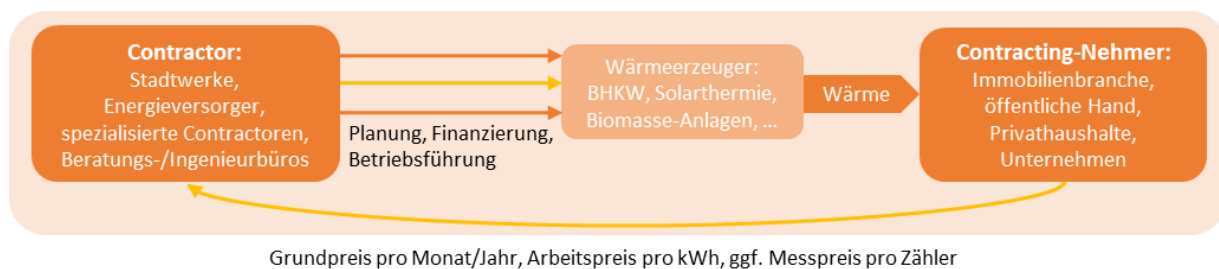 Contractor:
Stadtwerke,
Energieversorger,
spezialisierte Contractoren,
Beratungs-/Ingenieurbüros
Planung, Finanzierung,
Betriebsführung
Wärmeerzeuger:
BHKW, Solarthermie,
Biomasse-Anlagen, ...
Wärme
Contracting-Nehmer:
Immobilienbranche,
öffentliche Hand,
Privathaushalte,
Unternehmen
Grundpreis pro Monat/Jahr, Arbeitspreis pro kWh, ggf. Messpreis pro Zähler